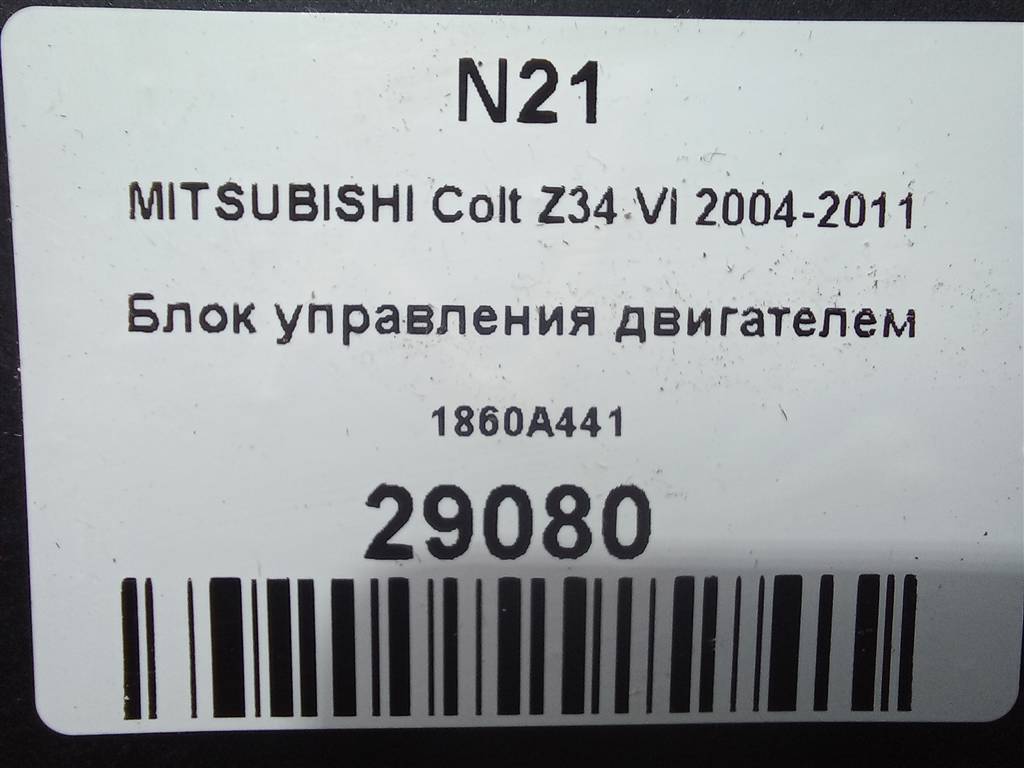 N21
MITSUBISHI Colt Z34 VI 2004-2011
Блок управления двигателем
1860A441
29080